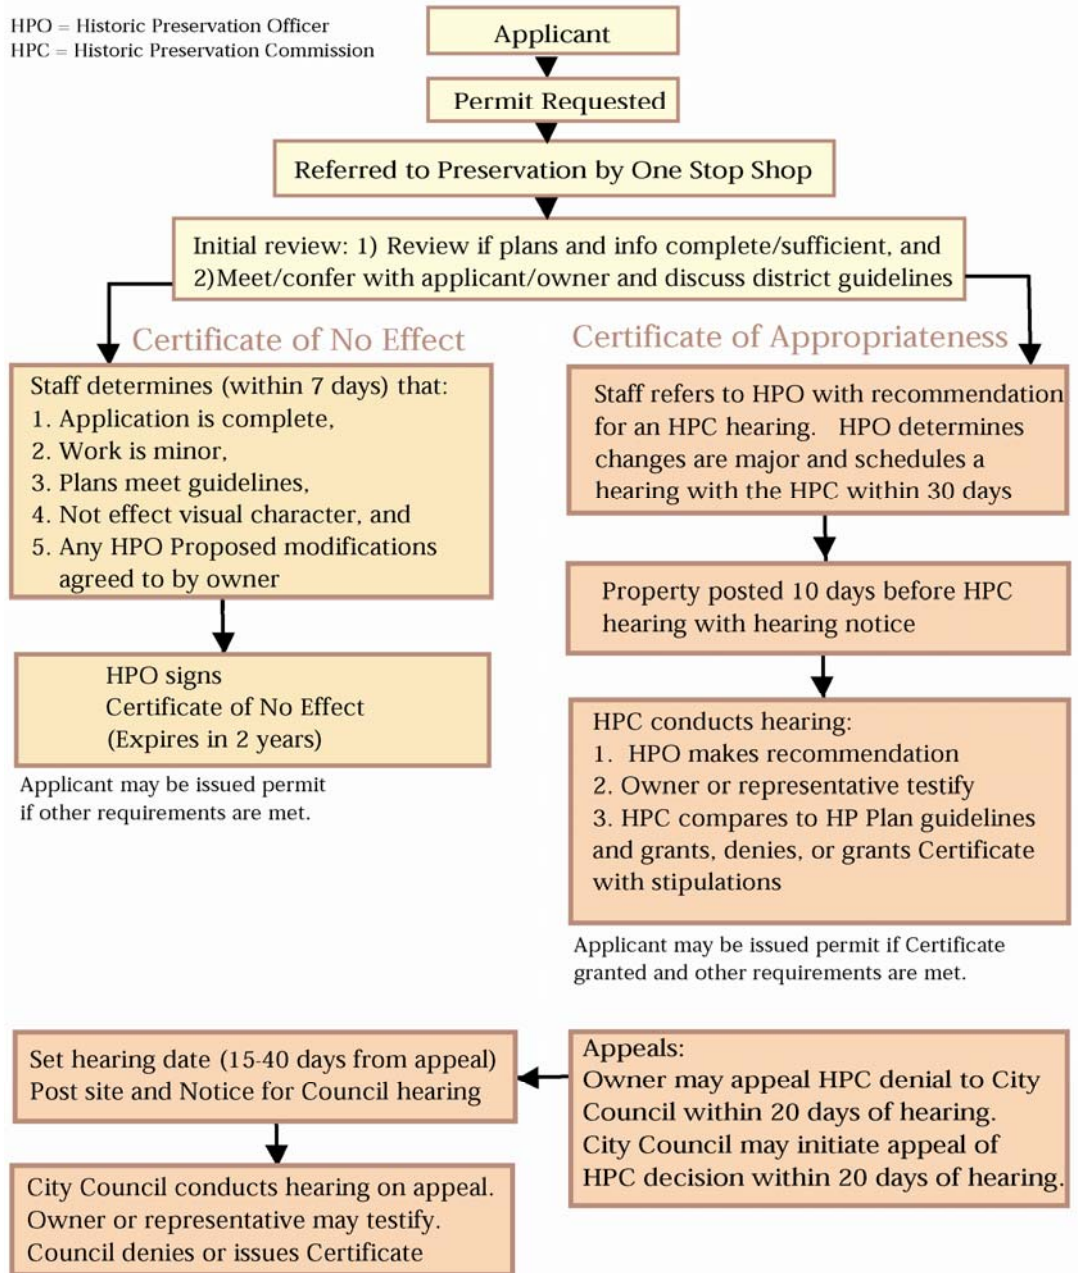 HPO = Historic Preservation Officer
HPC = Historic Preservation Commission
Applicant
Permit Requested
Referred to Preservation by One Stop Shop
Initial review: 1) Review if plans and info complete/sufficient, and
2)Meet/confer with applicant/owner and discuss district guidelines
Certificate of No Effect
Staff determines (within 7 days) that:
1. Application is complete,
2. Work is minor,
3. Plans meet guidelines,
4. Not effect visual character, and
5. Any HPO Proposed modifications
agreed to by owner
HPO signs
Certificate of No Effect
(Expires in 2 years)
Applicant may be issued permit
if other requirements are met.
Certificate of Appropriateness
Staff refers to HPO with recommendation
for an HPC hearing. HPO determines
changes are major and schedules a
hearing with the HPC within 30 days
Property posted 10 days before HPC
hearing with hearing notice
HPC conducts hearing:
1. HPO makes recommendation
2. Owner or representative testify
3. HPC compares to HP Plan guidelines
and grants, denies, or grants Certificate
with stipulations
Applicant may be issued permit if Certificate
granted and other requirements are met.
Appeals:
Owner may appeal HPC denial to City
Council within 20 days of hearing.
City Council may initiate appeal of
HPC decision within 20 days of hearing.
Set hearing date (15-40 days from appeal)
Post site and Notice for Council hearing
City Council conducts hearing on appeal.
Owner or representative may testify.
Council denies or issues Certificate